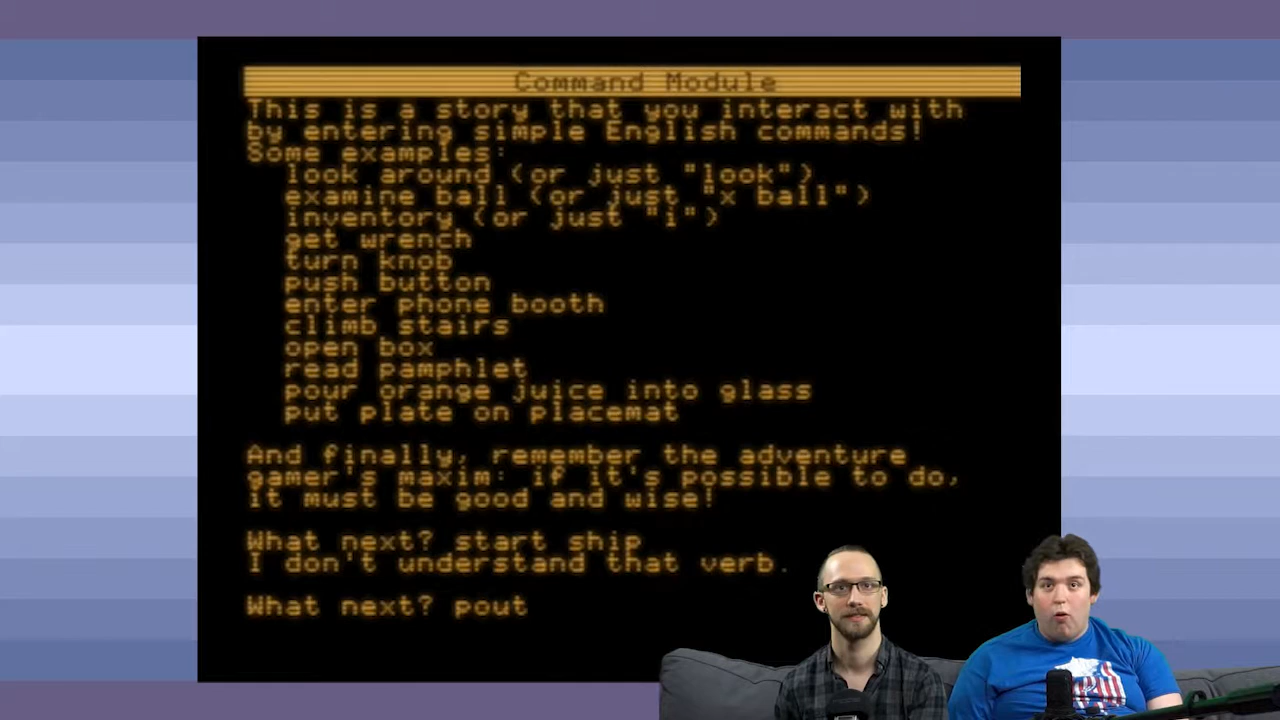 Command Module
This is a story that you interact with
by entering simple English commands!
Some examples:
look around (or just "look")
examine ball (or just "x ball")
inventory (or just "i")
get wrench
turn knob
push button
enter phone booth
climb stairs
open box
read pamphlet
pour orange juice into glass
put plate on placemat
And finally, remember the adventure
gamer's maxim: if it's possible to do,
it must be good and wise!
What next? start ship
I don't understand that verb.
What next? pout